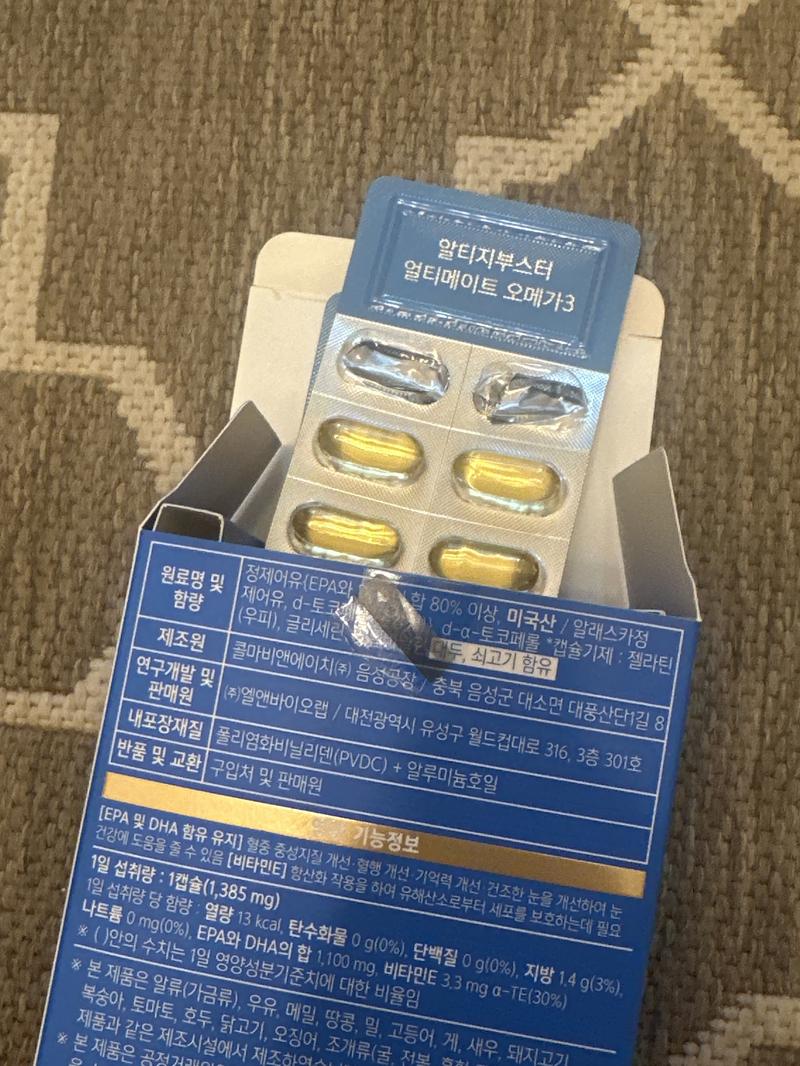 알티지부스터
얼티메이트 오메가3
원료명 및
함량
정제어유(EPA와 합 80% 이상, 미국산 / 알래스카정
제어유, d-토코 d-α-토코페롤 *캡슐기제 : 젤라틴
(우피), 글리세린 대두, 쇠고기 함유
제조원
콜마비앤에이치㈜ 음성공장 / 충북 음성군 대소면 대풍산단1길 8
연구개발 및
판매원
㈜엘앤바이오랩 / 대전광역시 유성구 월드컵대로 316, 3층 301호
내포장재질
폴리염화비닐리덴(PVDC) + 알루미늄호일
반품 및 교환
구입처 및 판매원
기능정보
[EPA 및 DHA 함유 유지] 혈중 중성지질 개선·혈행 개선·기억력 개선·건조한 눈을 개선하여 눈
건강에 도움을 줄 수 있음 [비타민E] 항산화 작용을 하여 유해산소로부터 세포를 보호하는데 필요
1일 섭취량 : 1캡슐(1,385 mg)
1일 섭취량 당 함량 : 열량 13 kcal, 탄수화물 0 g(0%), 단백질 0 g(0%), 지방 1.4 g(3%),
나트륨 0 mg(0%), EPA와 DHA의 합 1,100 mg, 비타민E 3.3 mg α-TE(30%)
※ ( )안의 수치는 1일 영양성분기준치에 대한 비율임
※ 본 제품은 알류(가금류), 우유, 메밀, 땅콩, 밀, 고등어, 게, 새우, 돼지고기
복숭아, 토마토, 호두, 닭고기, 오징어, 조개류(굴, 전복,
제품과 같은 제조시설에서 제조하였습
※ 본 제품은 공정거래위원